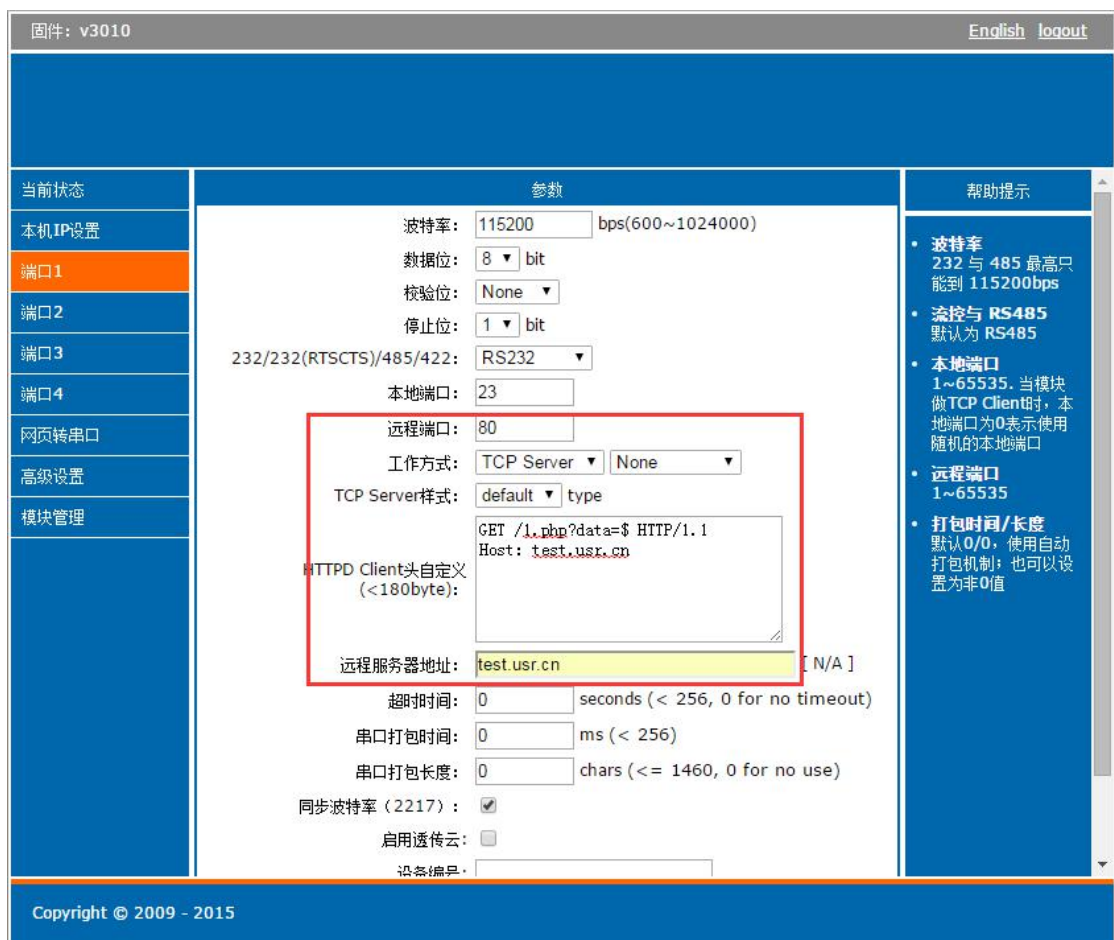 固件: v3010
English logout
当前状态
本机IP设置
端口1
端口2
端口3
端口4
网页转串口
高级设置
模块管理
参数
波特率: 115200 bps(600~1024000)
数据位: 8 bit
校验位: None
停止位: 1 bit
232/232(RTSCTS)/485/422: RS232
本地端口: 23
远程端口: 80
工作方式: TCP Server None
TCP Server样式: default type
HTTPD Client头自定义
(<180byte):
GET /1.php?data=$ HTTP/1.1
Host: test.usr.cn
远程服务器地址: test.usr.cn [ N/A ]
超时时间: 0 seconds (< 256, 0 for no timeout)
串口打包时间: 0 ms (< 256)
串口打包长度: 0 chars (<= 1460, 0 for no use)
同步波特率（2217）:
启用透传云:
设备编号:
帮助提示
波特率
232 与 485 最高只
能到 115200bps
流控与 RS485
默认为 RS485
本地端口
1~65535. 当模块
做TCP Client时，本
地端口为0表示使用
随机的本地端口
远程端口
1~65535
打包时间/长度
默认0/0，使用自动
打包机制；也可以设
置为非0值
Copyright © 2009 - 2015